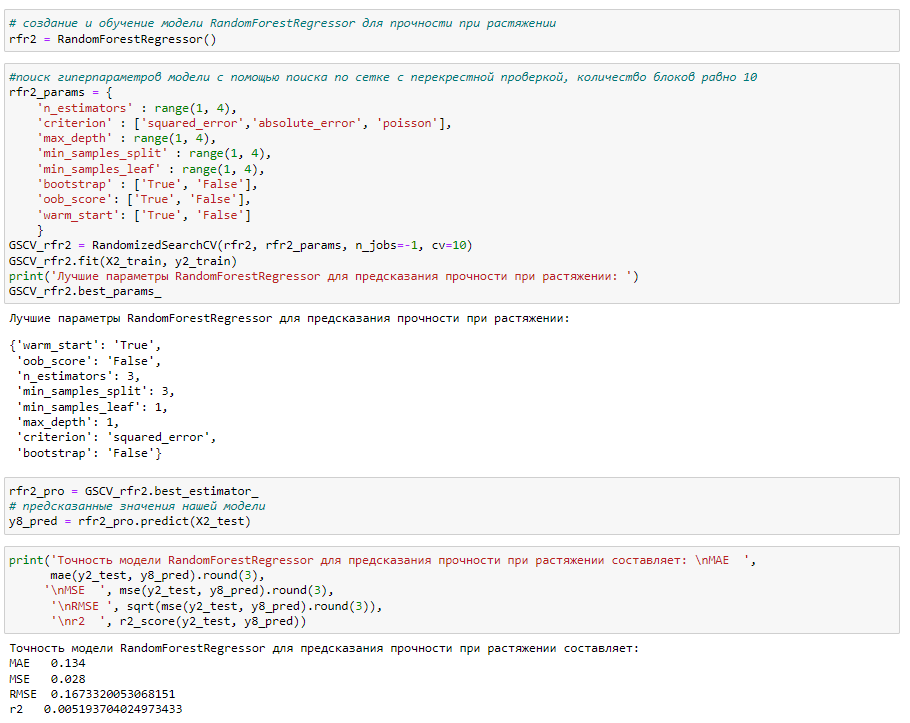 # создание и обучение модели RandomForestRegressor для прочности при растяжении
rfr2 = RandomForestRegressor()
#поиск гиперпараметров модели с помощью поиска по сетке с перекрестной проверкой, количество блоков равно 10
rfr2_params = {
    'n_estimators' : range(1, 4),
    'criterion' : ['squared_error','absolute_error', 'poisson'],
    'max_depth' : range(1, 4),
    'min_samples_split' : range(1, 4),
    'min_samples_leaf' : range(1, 4),
    'bootstrap' : ['True', 'False'],
    'oob_score': ['True', 'False'],
    'warm_start': ['True', 'False']
    }
GSCV_rfr2 = RandomizedSearchCV(rfr2, rfr2_params, n_jobs=-1, cv=10)
GSCV_rfr2.fit(X2_train, y2_train)
print('Лучшие параметры RandomForestRegressor для предсказания прочности при растяжении: ')
GSCV_rfr2.best_params_
Лучшие параметры RandomForestRegressor для предсказания прочности при растяжении:
{'warm_start': 'True',
 'oob_score': 'False',
 'n_estimators': 3,
 'min_samples_split': 3,
 'min_samples_leaf': 1,
 'max_depth': 1,
 'criterion': 'squared_error',
 'bootstrap': 'False'}
rfr2_pro = GSCV_rfr2.best_estimator_
# предсказанные значения нашей модели
y8_pred = rfr2_pro.predict(X2_test)
print('Точность модели RandomForestRegressor для предсказания прочности при растяжении составляет: \nMAE  ',
      mae(y2_test, y8_pred).round(3),
     '\nMSE  ', mse(y2_test, y8_pred).round(3),
      '\nRMSE ', sqrt(mse(y2_test, y8_pred).round(3)),
      '\nr2  ', r2_score(y2_test, y8_pred))
Точность модели RandomForestRegressor для предсказания прочности при растяжении составляет:
MAE   0.134
MSE   0.028
RMSE  0.1673320053068151
r2   0.005193704024973433